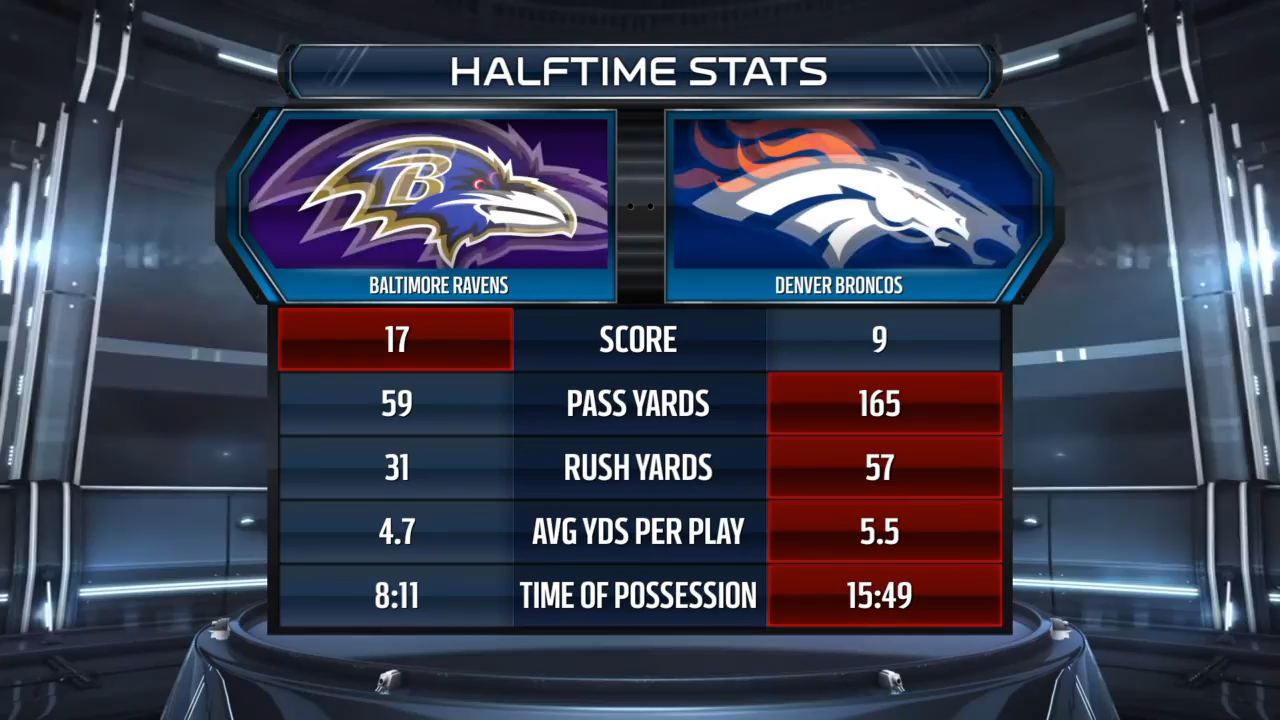 HALFTIME STATS
B
BALTIMORE RAVENS
DENVER BRONCOS
17 SCORE 9
59 PASS YARDS 165
31 RUSH YARDS 57
4.7 AVG YDS PER PLAY 5.5
8:11 TIME OF POSSESSION 15:49